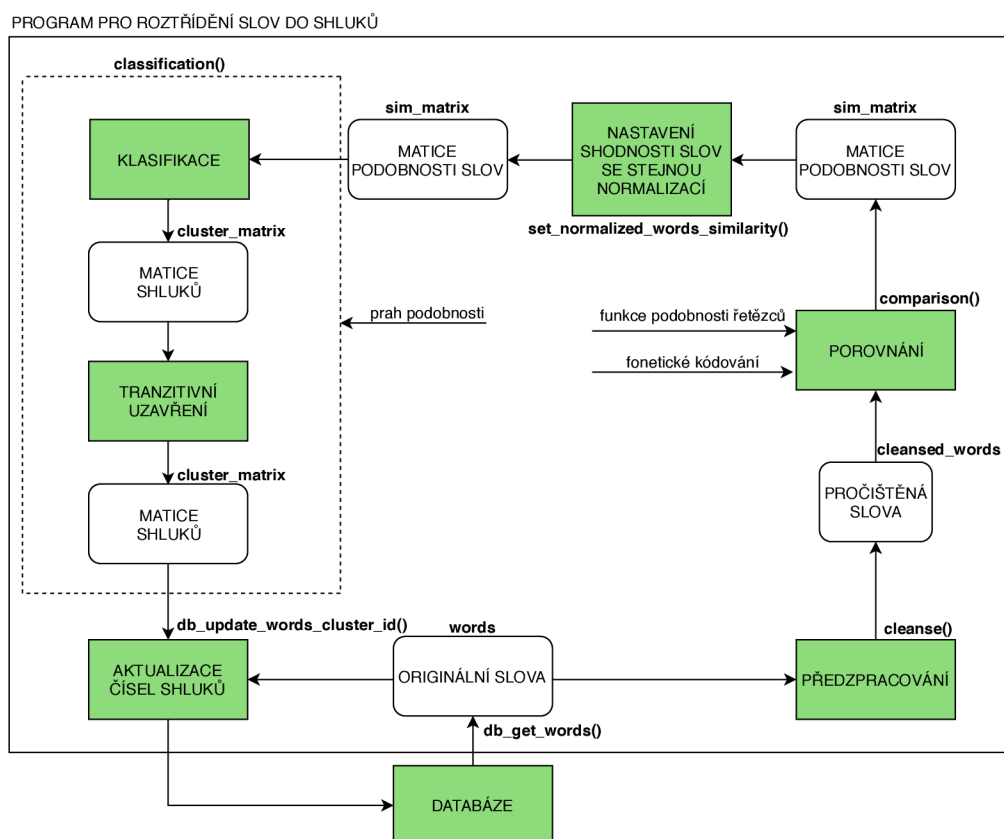 PROGRAM PRO ROZTŘÍDĚNÍ SLOV DO SHLUKŮ
classification()
KLASIFIKACE
cluster_matrix
MATICE
SHLUKŮ
TRANZITIVNÍ
UZAVŘENÍ
cluster_matrix
MATICE
SHLUKŮ
sim_matrix
MATICE
PODOBNOSTI SLOV
NASTAVENÍ
SHODNOSTI SLOV
SE STEJNOU
NORMALIZACÍ
set_normalized_words_similarity()
sim_matrix
MATICE
PODOBNOSTI SLOV
prah podobnosti
funkce podobnosti řetězců
fonetické kódování
comparison()
POROVNÁNÍ
cleansed_words
PROČIŠTĚNÁ
SLOVA
cleanse()
PŘEDZPRACOVÁNÍ
db_update_words_cluster_id()
AKTUALIZACE
ČÍSEL SHLUKŮ
words
ORIGINÁLNÍ SLOVA
db_get_words()
DATABÁZE